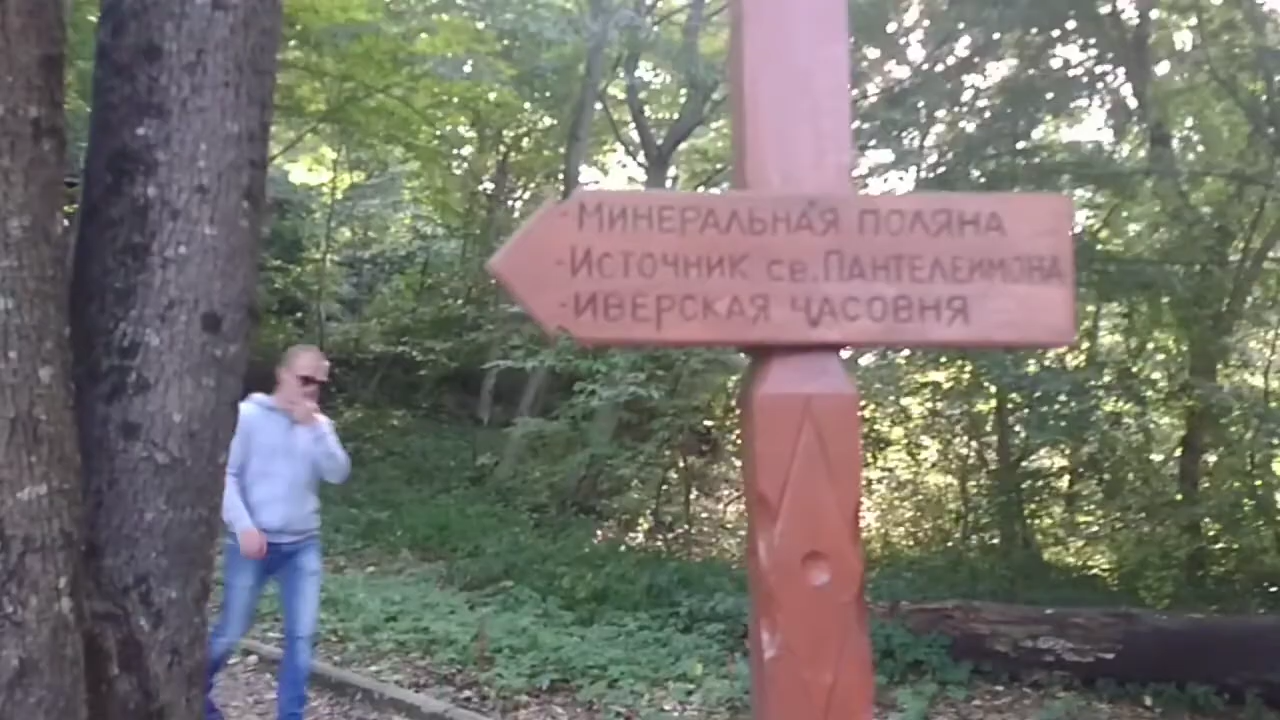 -МИНЕРАЛЬНАЯ ПОЛЯНА
-ИСТОЧНИК св.ПАНТЕЛЕИМОНА
-ИВЕРСКАЯ ЧАСОВНЯ